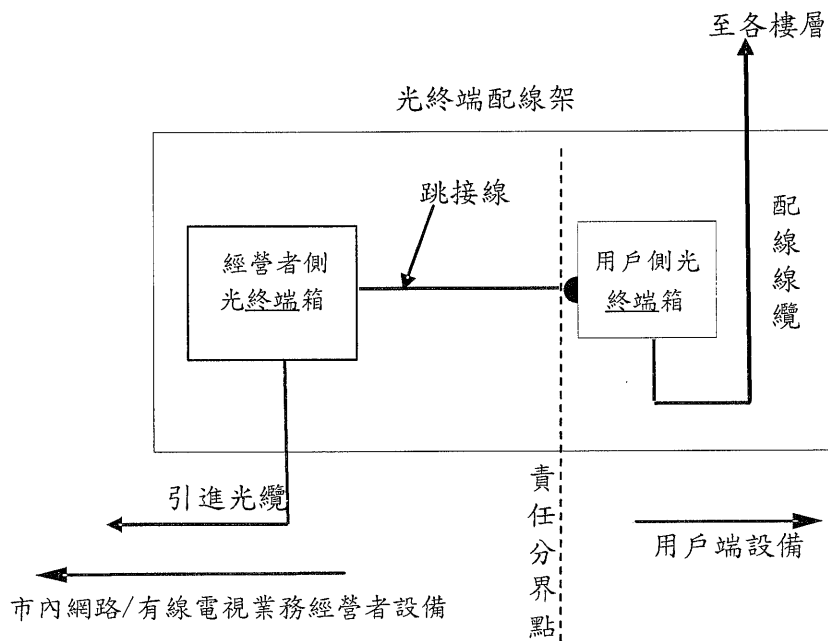 至各樓層
光終端配線架
跳接線
經營者側
光終端箱
用戶側光
終端箱
配線線纜
引進光纜
責任分界點
用戶端設備
市內網路/有線電視業務經營者設備